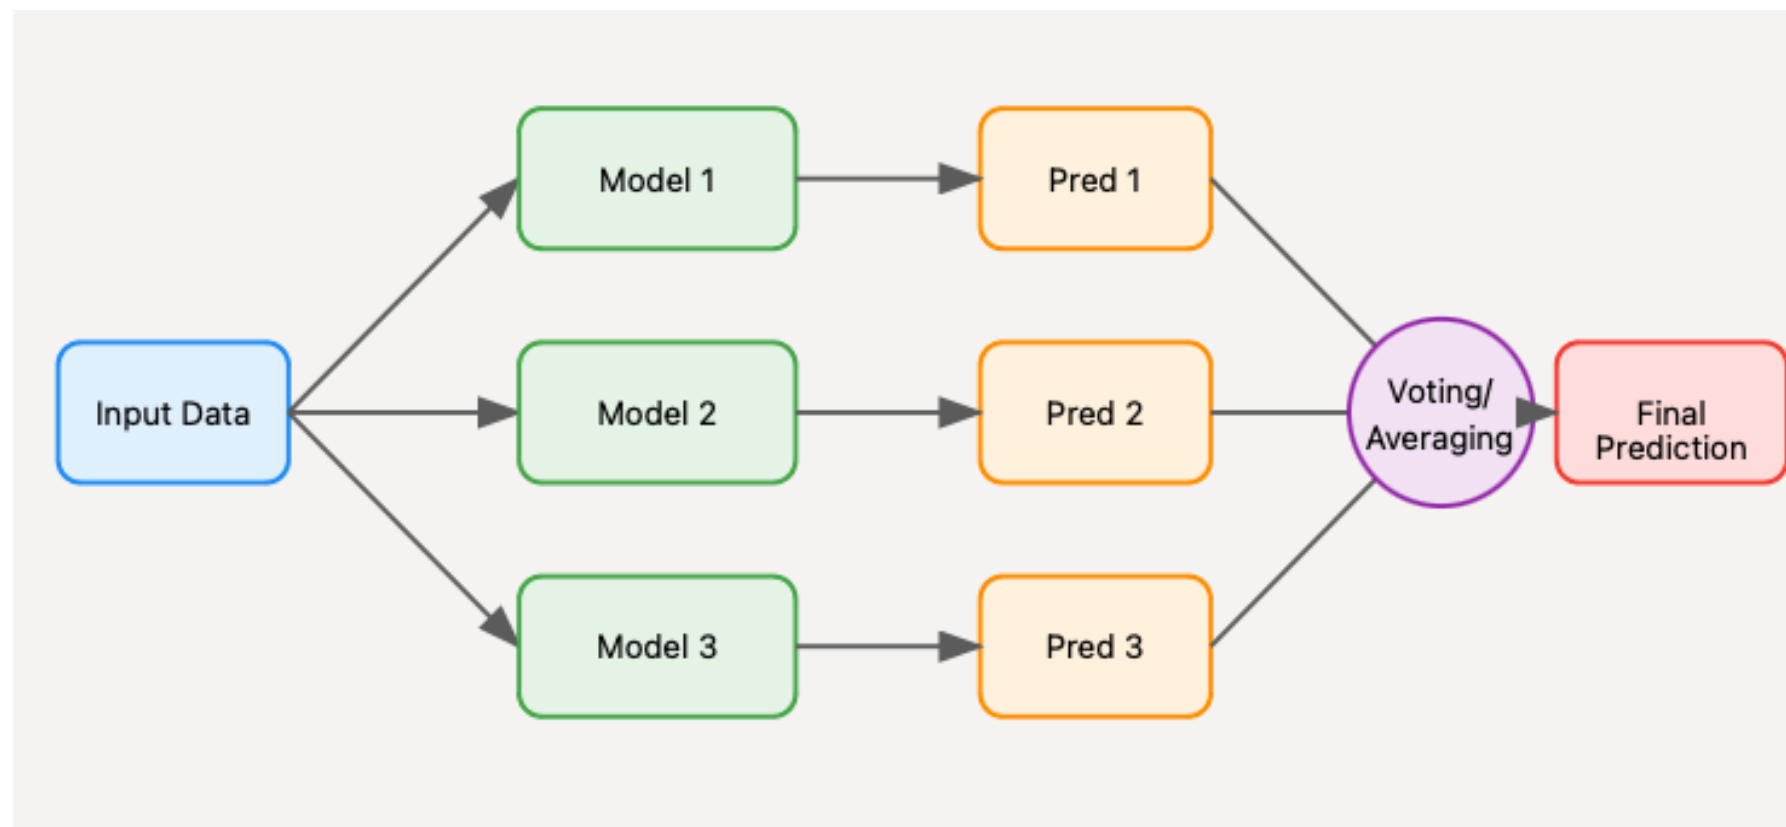 Model 1
Pred 1
Input Data
Model 2
Pred 2
Voting/
Averaging
Final
Prediction
Model 3
Pred 3